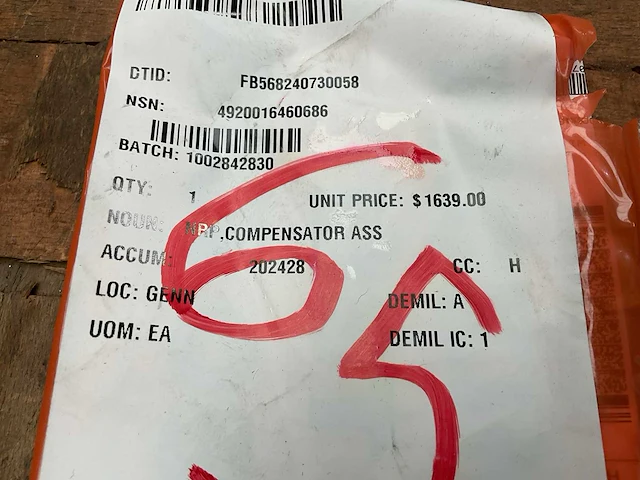 DTID: FB568240730058
NSN: 4920016460686
BATCH: 1002842830
QTY: 1 UNIT PRICE: $1639.00
NOUN: NRP,COMPENSATOR ASS
ACCUM: 202428 CC: H
LOC: GENN DEMIL: A
UOM: EA DEMIL IC: 1
65